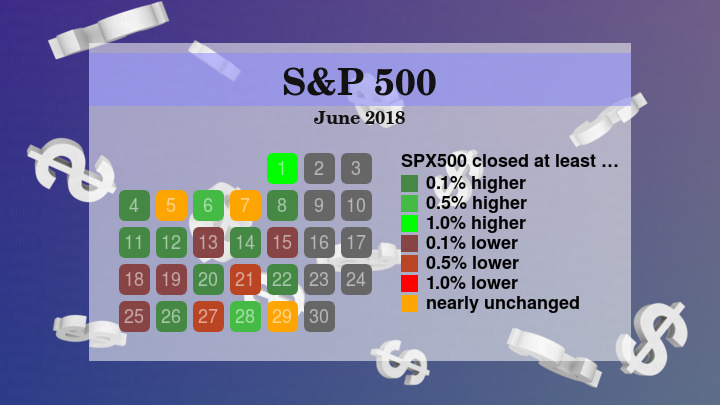 S&P 500
June 2018
1 2 3
4 5 6 7 8 9 10
11 12 13 14 15 16 17
18 19 20 21 22 23 24
25 26 27 28 29 30
SPX500 closed at least ...
0.1% higher
0.5% higher
1.0% higher
0.1% lower
0.5% lower
1.0% lower
nearly unchanged